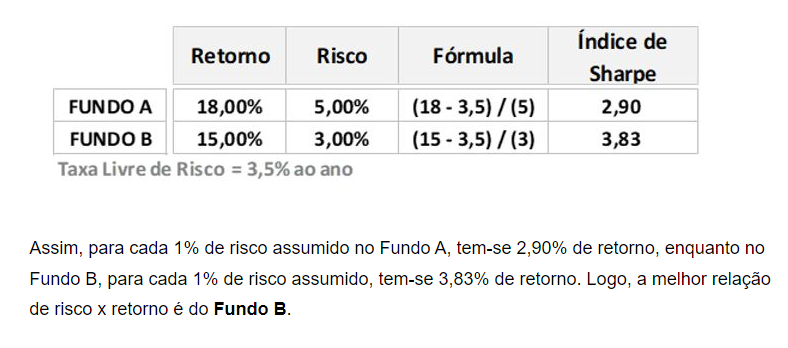 Retorno Risco Fórmula Índice de Sharpe
FUNDO A 18,00% 5,00% (18 - 3,5) / (5) 2,90
FUNDO B 15,00% 3,00% (15 - 3,5) / (3) 3,83
Taxa Livre de Risco = 3,5% ao ano
Assim, para cada 1% de risco assumido no Fundo A, tem-se 2,90% de retorno, enquanto no
Fundo B, para cada 1% de risco assumido, tem-se 3,83% de retorno. Logo, a melhor relação
de risco x retorno é do Fundo B.